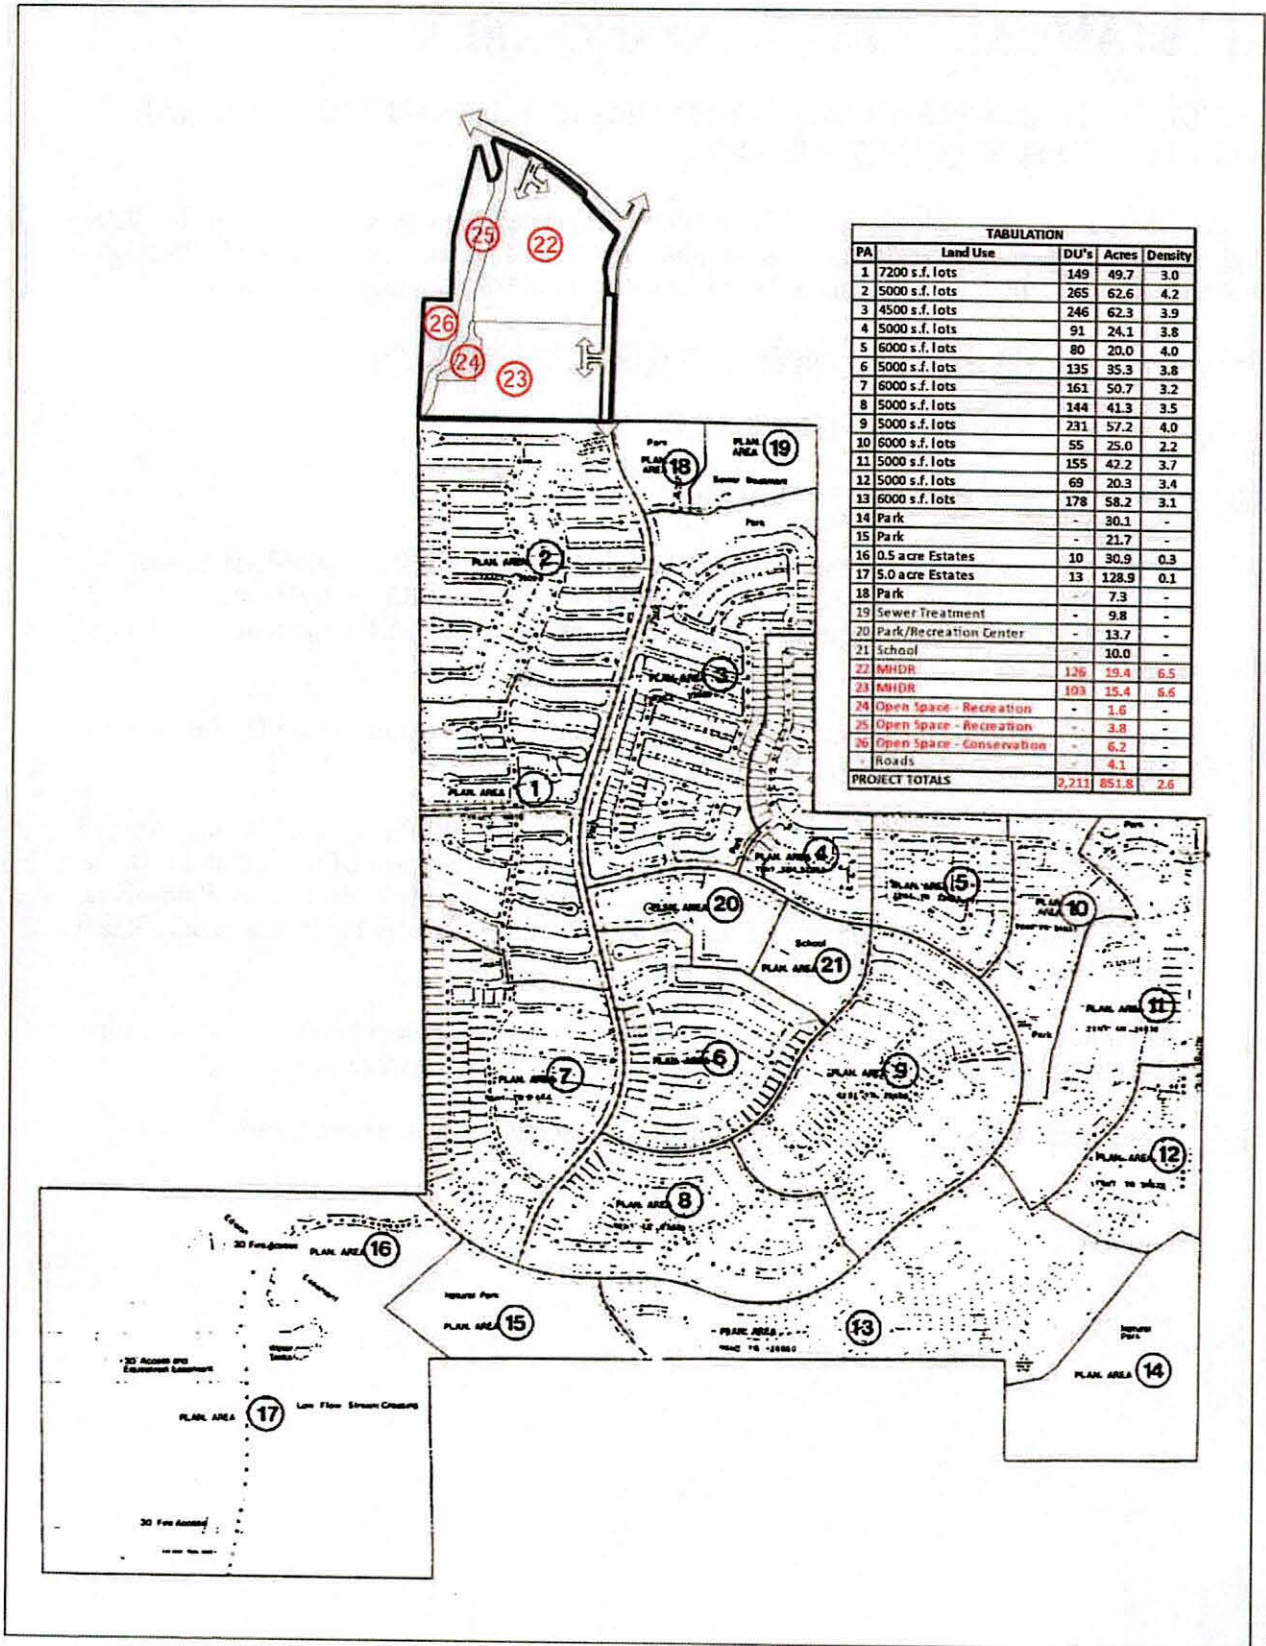 25
22
26
24
23
TABULATION
PA Land Use DU's Acres Density
1 7200 s.f. lots 149 49.7 3.0
2 5000 s.f. lots 265 62.6 4.2
3 4500 s.f. lots 246 62.3 3.9
4 5000 s.f. lots 91 24.1 3.8
5 6000 s.f. lots 80 20.0 4.0
6 5000 s.f. lots 135 35.3 3.8
7 6000 s.f. lots 161 50.7 3.2
8 5000 s.f. lots 144 41.3 3.5
9 5000 s.f. lots 231 57.2 4.0
10 6000 s.f. lots 55 25.0 2.2
11 5000 s.f. lots 155 42.2 3.7
12 5000 s.f. lots 69 20.3 3.4
13 6000 s.f. lots 178 58.2 3.1
14 Park - 30.1 -
15 Park - 21.7 -
16 0.5 acre Estates 10 30.9 0.3
17 5.0 acre Estates 13 128.9 0.1
18 Park - 7.3 -
19 Sewer Treatment - 9.8 -
20 Park/Recreation Center - 13.7 -
21 School - 10.0 -
22 MHDR 126 19.4 6.5
23 MHDR 103 15.4 6.6
24 Open Space - Recreation - 1.6 -
25 Open Space - Recreation - 3.8 -
26 Open Space - Conservation - 6.2 -
- Roads - 4.1 -
PROJECT TOTALS 2,211 851.8 2.6
Park
PLAN. AREA 18
PLAN. AREA 19
Park
PLAN. AREA 2
PLAN. AREA 3
PLAN. AREA 1
Park
PLAN. AREA 4
PLAN. AREA 5
PLAN. AREA 10
PLAN. AREA 20
School
PLAN. AREA 21
PLAN. AREA 11
Park
PLAN. AREA 7
PLAN. AREA 6
PLAN. AREA 9
PLAN. AREA 12
PLAN. AREA 8
PLAN. AREA 16
Easement
Natural Park
PLAN. AREA 15
PLAN. AREA 13
Natural Park
PLAN. AREA 14
30' Access and
Equestrian Easement
PLAN. AREA 17
Low Flow Stream Crossing
30' Fire Access